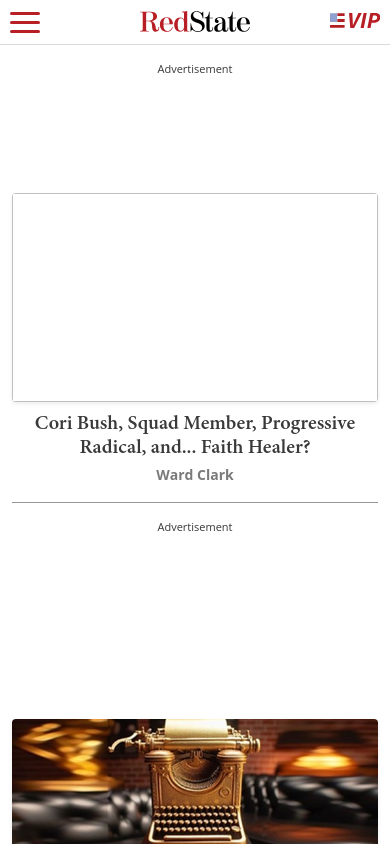 RedState
VIP
Advertisement
Cori Bush, Squad Member, Progressive
Radical, and... Faith Healer?
Ward Clark
Advertisement